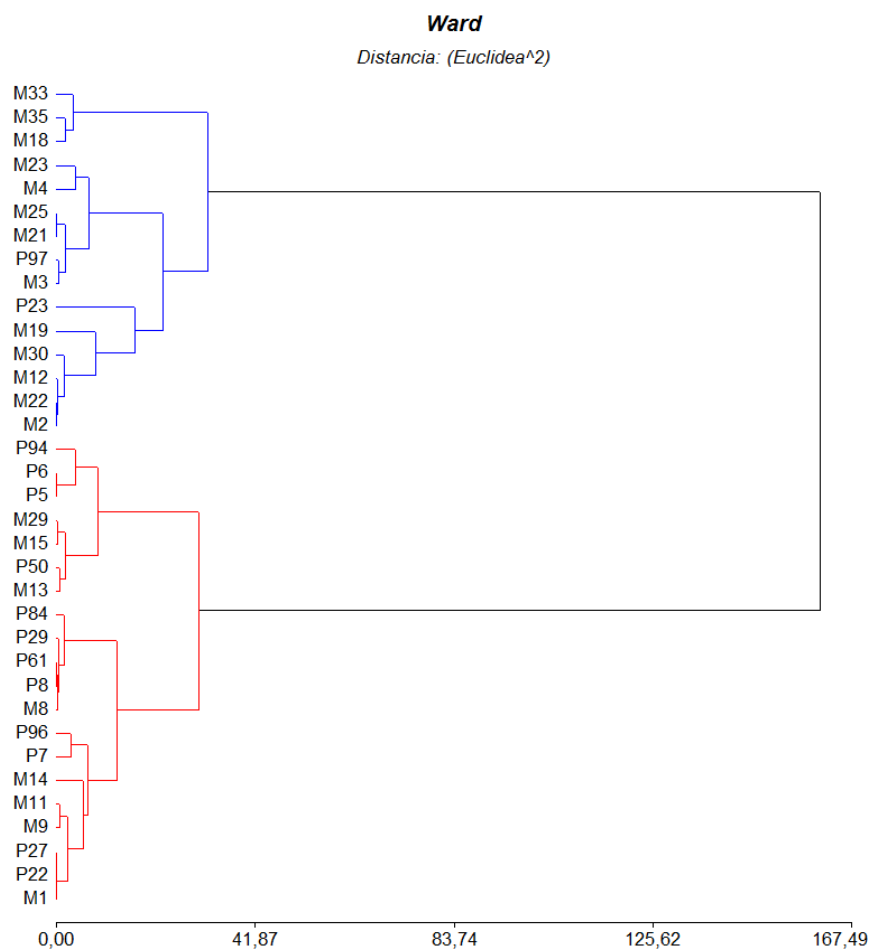 Ward
Distancia: (Euclidea^2)
M33
M35
M18
M23
M4
M25
M21
P97
M3
P23
M19
M30
M12
M22
M2
P94
P6
P5
M29
M15
P50
M13
P84
P29
P61
P8
M8
P96
P7
M14
M11
M9
P27
P22
M1
0,00 41,87 83,74 125,62 167,49